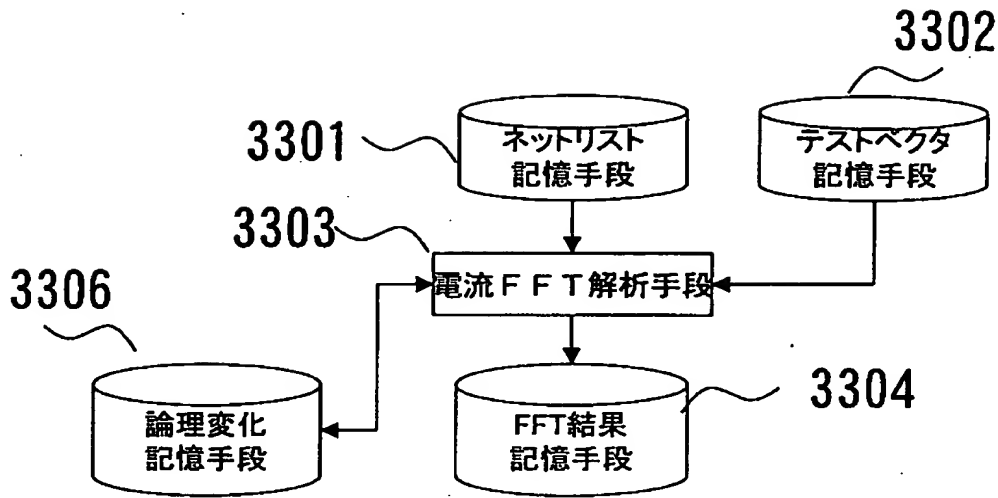 3302
3301
ネットリスト
記憶手段
テストベクタ
記憶手段
3303
電流FFT解析手段
3306
論理変化
記憶手段
FFT結果
記憶手段
3304